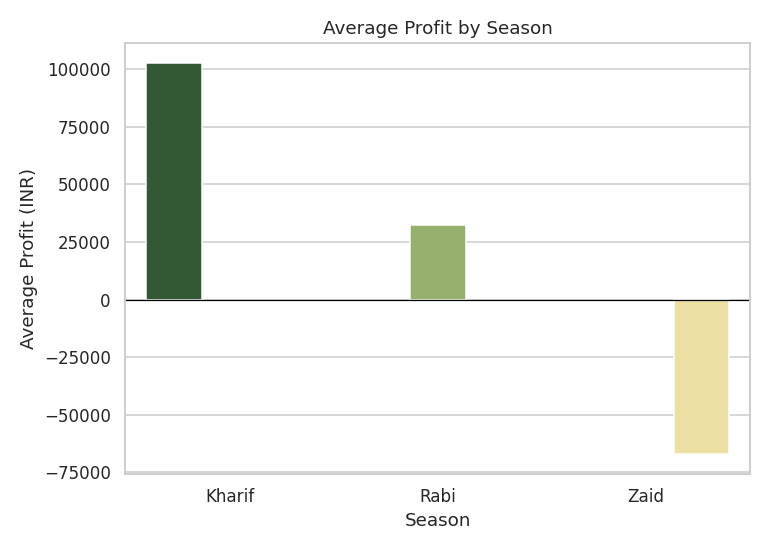 Average Profit by Season
100000
75000
50000
25000
0
−25000
−50000
−75000
Average Profit (INR)
Kharif
Rabi
Zaid
Season